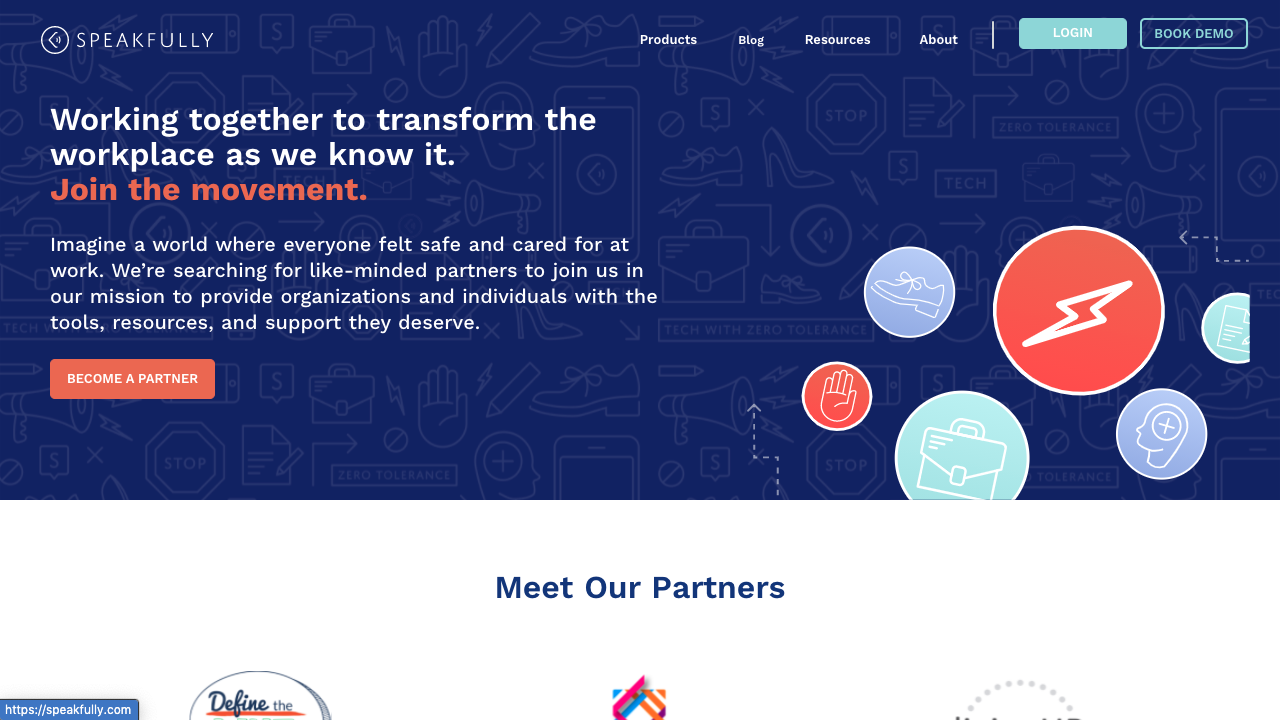 SPEAKFULLY
Products
Blog
Resources
About
LOGIN
BOOK DEMO
Working together to transform the
workplace as we know it.
Join the movement.
Imagine a world where everyone felt safe and cared for at
work. We’re searching for like-minded partners to join us in
our mission to provide organizations and individuals with the
tools, resources, and support they deserve.
BECOME A PARTNER
STOP
ZERO TOLERANCE
TECH
TECH WITH ZERO TOLERANCE
STOP
ZERO TOLERANCE
STOP
Meet Our Partners
Define the
https://speakfully.com